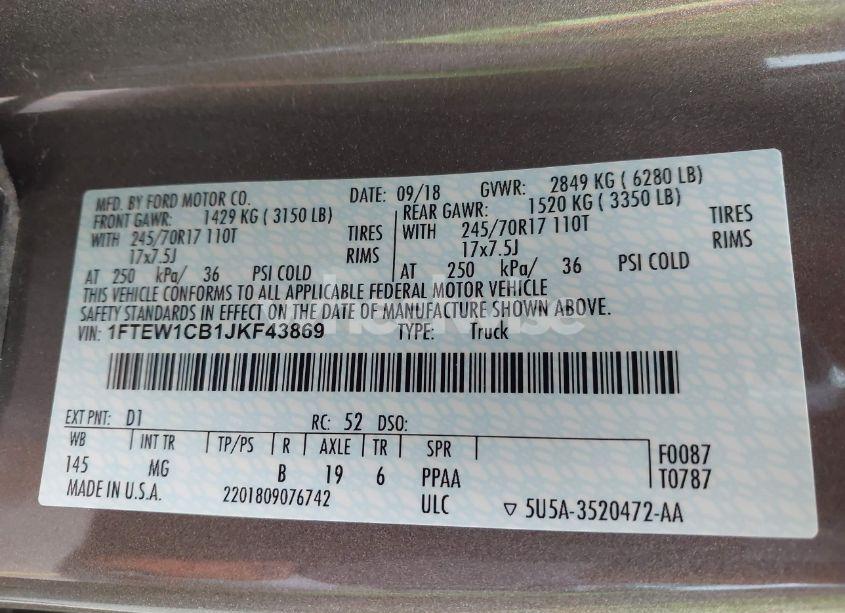 MFD. BY FORD MOTOR CO. DATE: 09/18 GVWR: 2849 KG ( 6280 LB)
FRONT GAWR: 1429 KG ( 3150 LB) REAR GAWR: 1520 KG ( 3350 LB)
WITH 245/70R17 110T TIRES WITH 245/70R17 110T TIRES
17x7.5J RIMS 17x7.5J RIMS
AT 250 kPa/ 36 PSI COLD AT 250 kPa/ 36 PSI COLD
THIS VEHICLE CONFORMS TO ALL APPLICABLE FEDERAL MOTOR VEHICLE
SAFETY STANDARDS IN EFFECT ON THE DATE OF MANUFACTURE SHOWN ABOVE.
VIN: 1FTEW1CB1JKF43869 TYPE: Truck
EXT PNT: D1 RC: 52 DSO:
WB INT TR TP/PS R AXLE TR SPR F0087
145 MG B 19 6 PPAA T0787
MADE IN U.S.A. 2201809076742 ULC ▽ 5U5A-3520472-AA